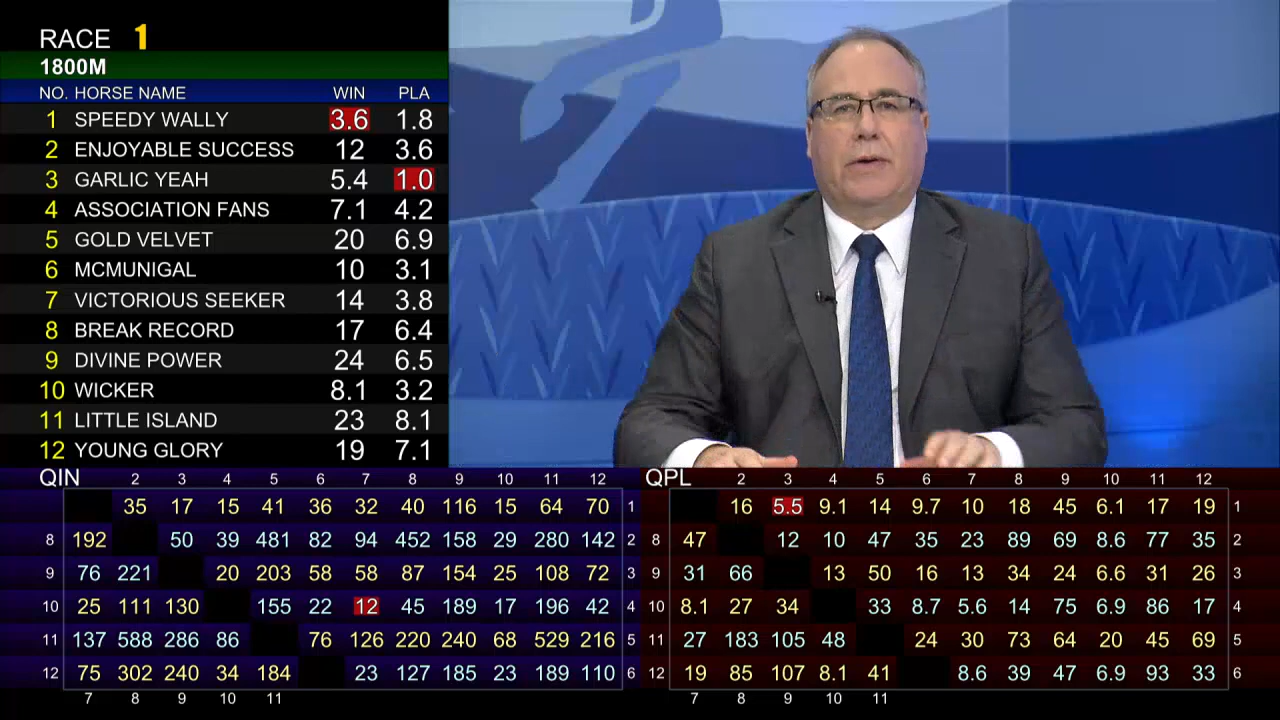 RACE 1
1800M
NO. HORSE NAME WIN PLA
1 SPEEDY WALLY 3.6 1.8
2 ENJOYABLE SUCCESS 12 3.6
3 GARLIC YEAH 5.4 1.0
4 ASSOCIATION FANS 7.1 4.2
5 GOLD VELVET 20 6.9
6 MCMUNIGAL 10 3.1
7 VICTORIOUS SEEKER 14 3.8
8 BREAK RECORD 17 6.4
9 DIVINE POWER 24 6.5
10 WICKER 8.1 3.2
11 LITTLE ISLAND 23 8.1
12 YOUNG GLORY 19 7.1
QIN 2 3 4 5 6 7 8 9 10 11 12
35 17 15 41 36 32 40 116 15 64 70 1
8 192 50 39 481 82 94 452 158 29 280 142 2
9 76 221 20 203 58 58 87 154 25 108 72 3
10 25 111 130 155 22 12 45 189 17 196 42 4
11 137 588 286 86 76 126 220 240 68 529 216 5
12 75 302 240 34 184 23 127 185 23 189 110 6
7 8 9 10 11
QPL 2 3 4 5 6 7 8 9 10 11 12
16 5.5 9.1 14 9.7 10 18 45 6.1 17 19 1
8 47 12 10 47 35 23 89 69 8.6 77 35 2
9 31 66 13 50 16 13 34 24 6.6 31 26 3
10 8.1 27 34 33 8.7 5.6 14 75 6.9 86 17 4
11 27 183 105 48 24 30 73 64 20 45 69 5
12 19 85 107 8.1 41 8.6 39 47 6.9 93 33 6
7 8 9 10 11